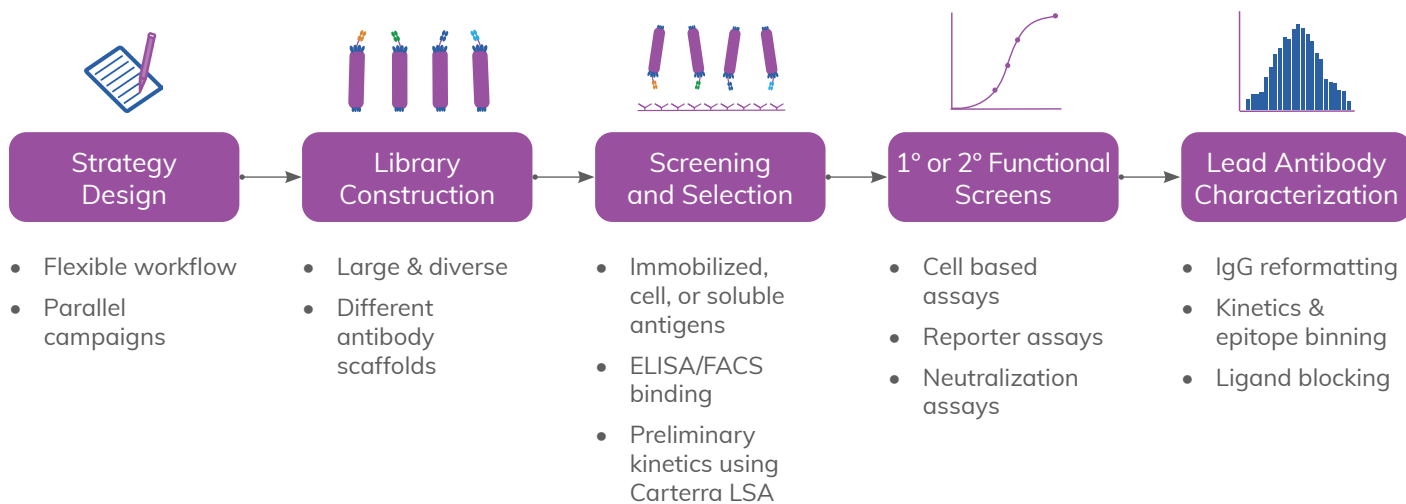 Strategy
Design
Library
Construction
Screening
and Selection
1° or 2° Functional
Screens
Lead Antibody
Characterization
• Flexible workflow
• Parallel
campaigns
• Large & diverse
• Different
antibody
scaffolds
• Immobilized,
cell, or soluble
antigens
• ELISA/FACS
binding
• Preliminary
kinetics using
Carterra LSA
• Cell based
assays
• Reporter assays
• Neutralization
assays
• IgG reformatting
• Kinetics &
epitope binning
• Ligand blocking